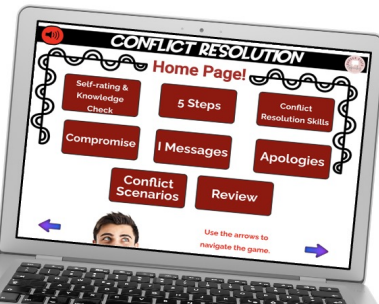 CONFLICT RESOLUTION
Home Page!
Self-rating &
Knowledge
Check
5 Steps
Conflict
Resolution Skills
Compromise
I Messages
Apologies
Conflict
Scenarios
Review
Use the arrows to
navigate the game.